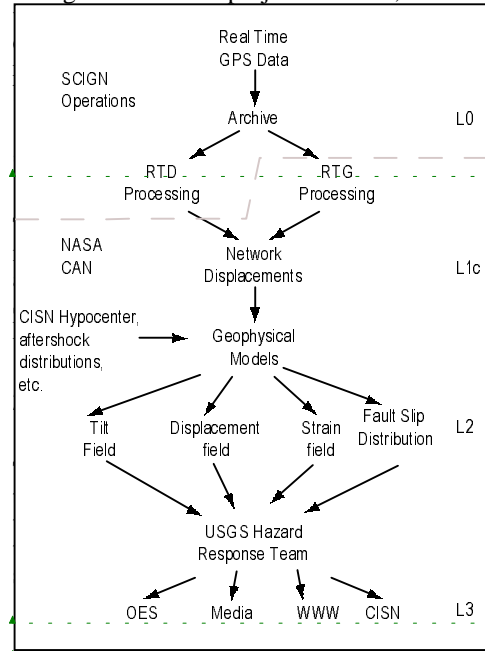 Real Time
GPS Data
SCIGN
Operations
Archive
L0
RTD
Processing
RTG
Processing
NASA
CAN
Network
Displacements
L1c
CISN Hypocenter,
aftershock
distributions,
etc.
Geophysical
Models
Tilt
Field
Displacement
field
Strain
field
Fault Slip
Distribution
L2
USGS Hazard
Response Team
OES
Media
WWW
CISN
L3